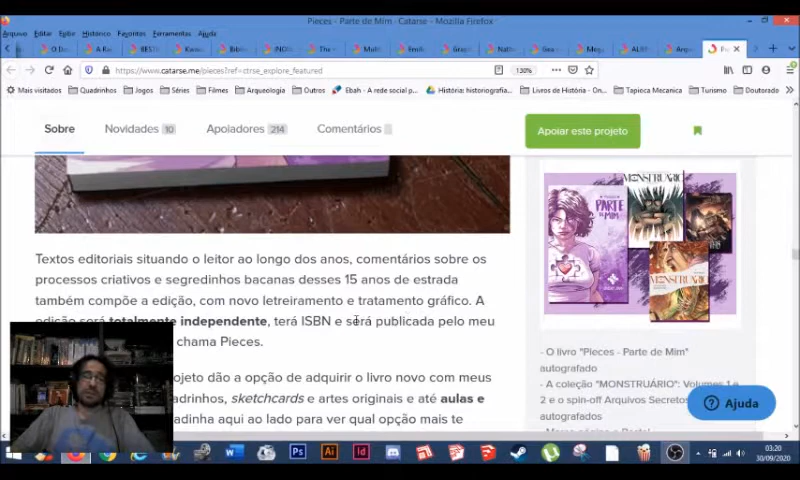 Pieces - Parte de Mim - Catarse - Mozilla Firefox
Arquivo Editar Exibir Histórico Favoritos Ferramentas Ajuda
https://www.catarse.me/pieces?ref=ctrse_explore_featured
130%
Mais visitados Quadrinhos Jogos Séries Filmes Arqueologia Outros Ebah - A rede social p... História: historiografia... Livros de História - On... Tapioca Mecanica Turismo Doutorado
Sobre Novidades 10 Apoiadores 214 Comentários
Apoiar este projeto
PARTE DE MIM
Textos editoriais situando o leitor ao longo dos anos, comentários sobre os
processos criativos e segredinhos bacanas desses 15 anos de estrada
também compõe a edição, com novo letreiramento e tratamento gráfico. A
edição será totalmente independente, terá ISBN e será publicada pelo meu
chama Pieces.
ojeto dão a opção de adquirir o livro novo com meus
adrinhos, sketchcards e artes originais e até aulas e
adinha aqui ao lado para ver qual opção mais te
- O livro "Pieces - Parte de Mim"
autografado
- A coleção "MONSTRUÁRIO": Volumes 1 e
2 e o spin-off Arquivos Secretos
autografados
Ajuda
03:20
30/09/2020